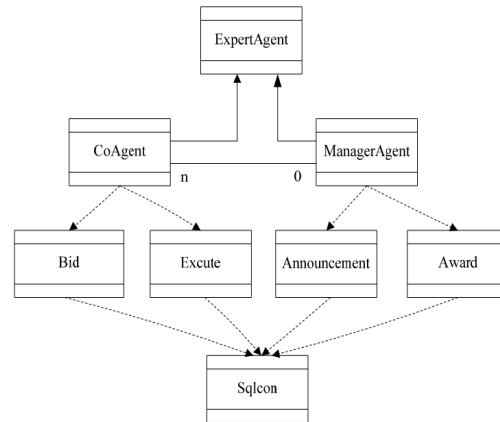 ExpertAgent
CoAgent
ManagerAgent
n
0
Bid
Excute
Announcement
Award
Sqlcon